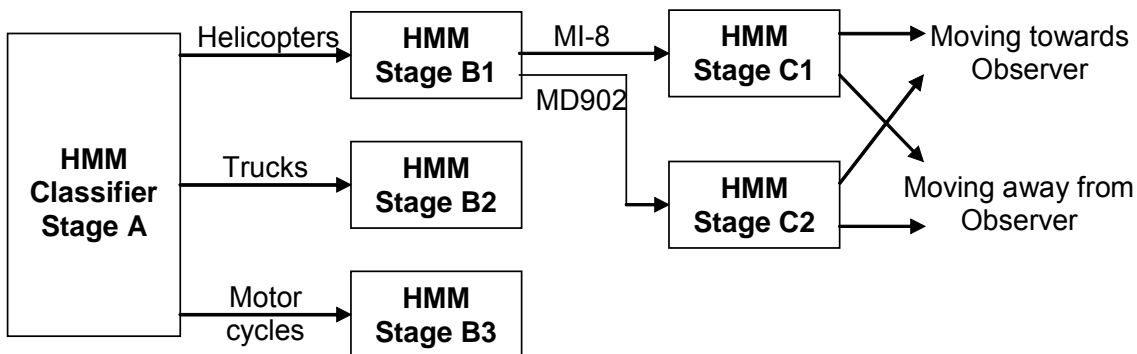 HMM
Classifier
Stage A
Helicopters
HMM
Stage B1
MI-8
MD902
HMM
Stage C1
Moving towards
Observer
Trucks
HMM
Stage B2
HMM
Stage C2
Moving away from
Observer
Motor
cycles
HMM
Stage B3